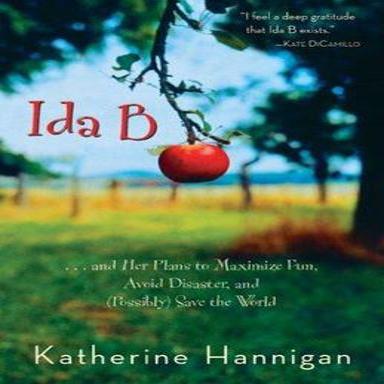 "I feel a deep gratitude
that Ida B exists."
—KATE DICAMILLO
Ida B
. . . and Her Plans to Maximize Fun,
Avoid Disaster, and
(Possibly) Save the World
Katherine Hannigan